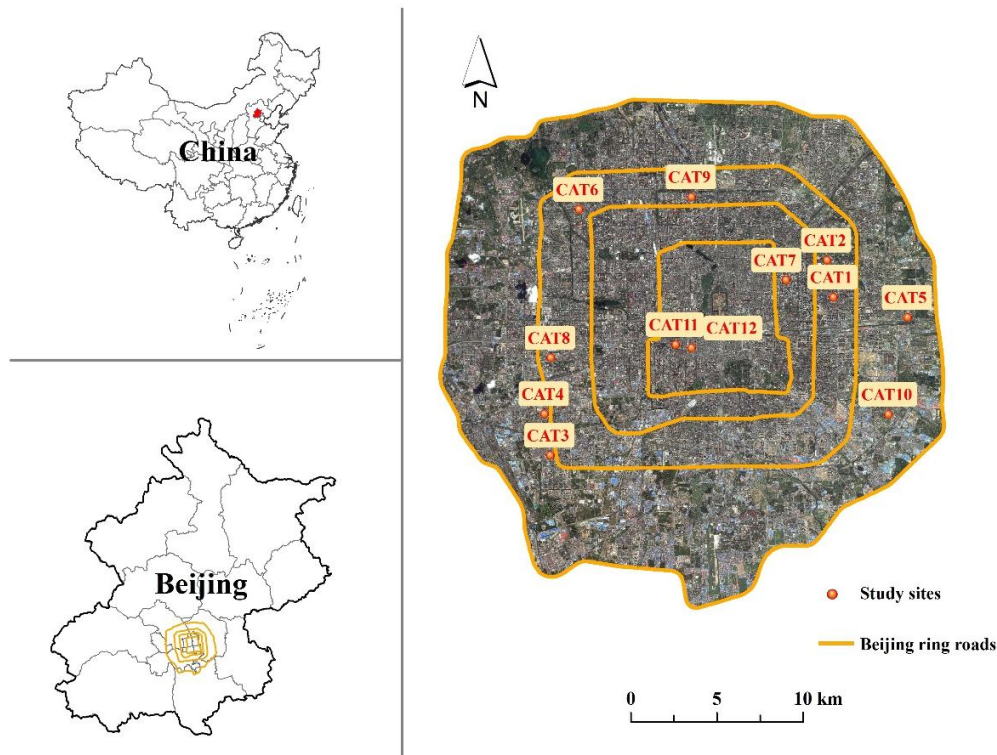 China
Beijing
N
CAT9
CAT6
CAT2
CAT7
CAT1
CAT5
CAT11
CAT12
CAT8
CAT4
CAT10
CAT3
Study sites
Beijing ring roads
0 5 10 km